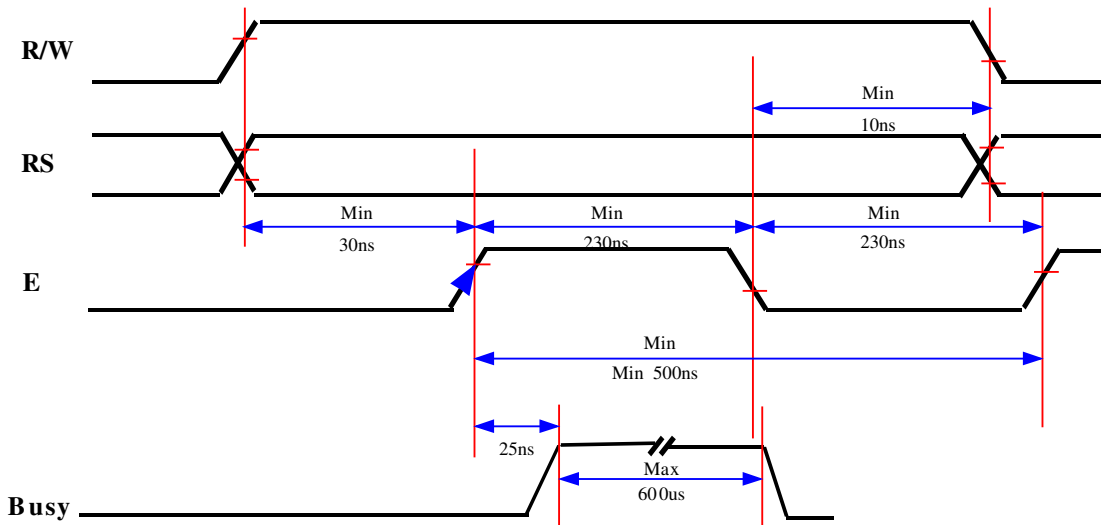 R/W
Min
10ns
RS
Min
30ns
Min
230ns
Min
230ns
E
Min
Min 500ns
25ns
Max
600us
Busy